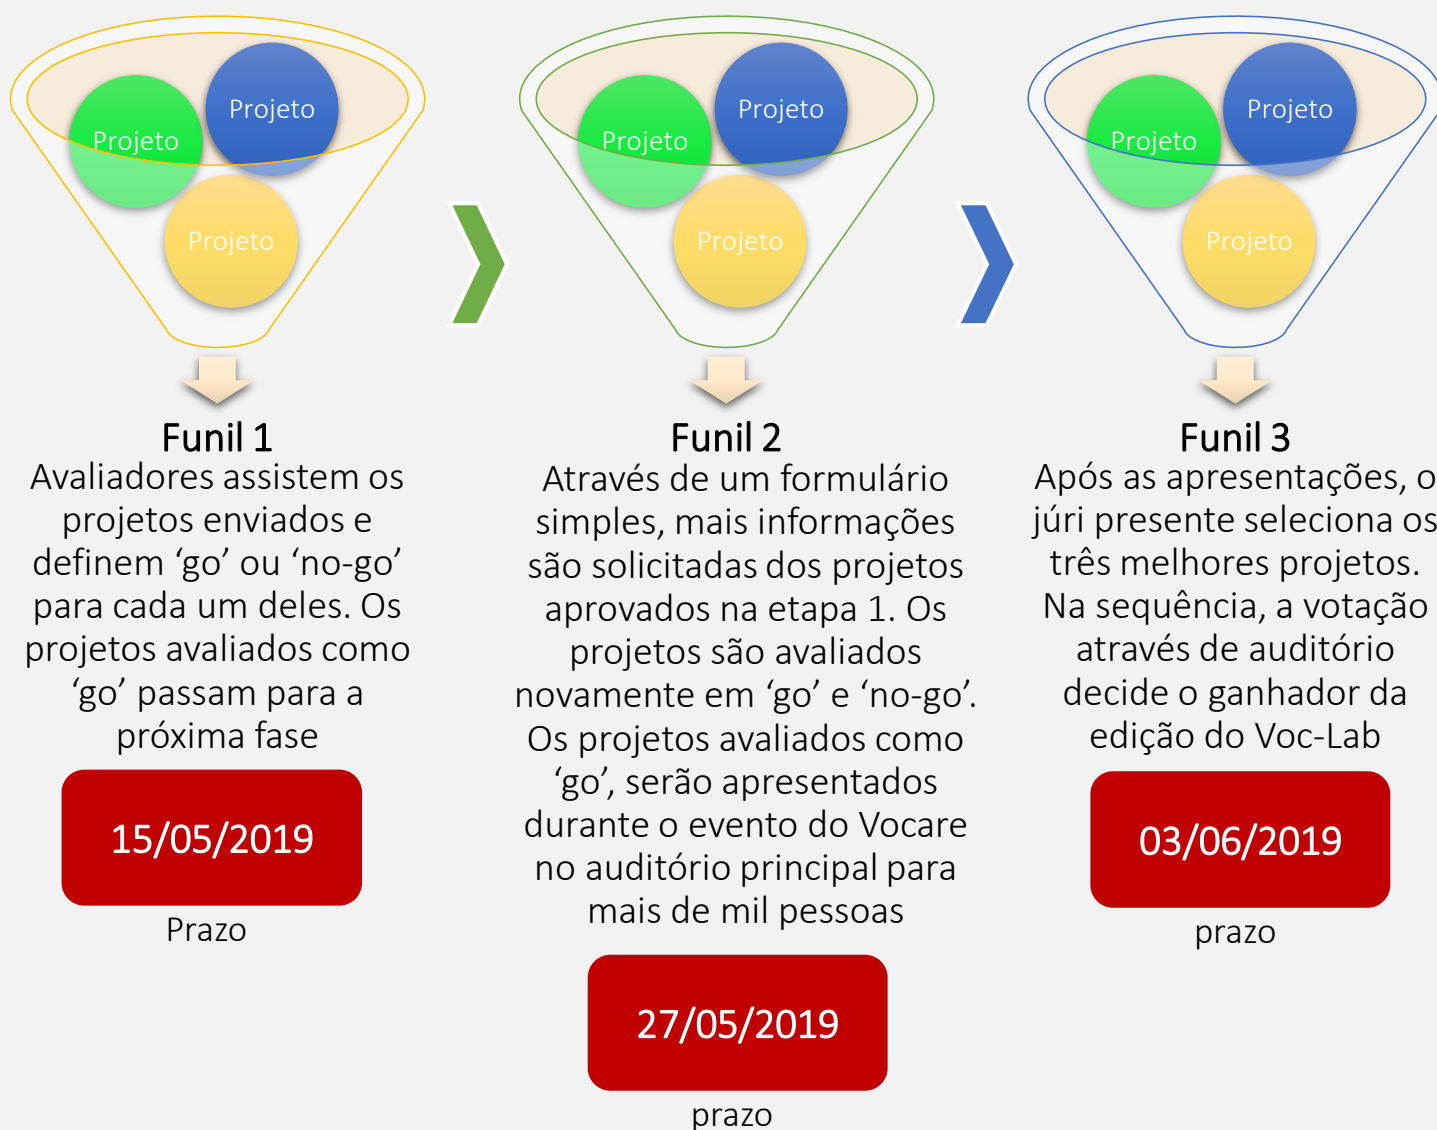 Projeto
Projeto
Projeto
Funil 1
Avaliadores assistem os
projetos enviados e
definem ‘go’ ou ‘no-go’
para cada um deles. Os
projetos avaliados como
‘go’ passam para a
próxima fase
15/05/2019
Prazo
Projeto
Projeto
Projeto
Funil 2
Através de um formulário
simples, mais informações
são solicitadas dos projetos
aprovados na etapa 1. Os
projetos são avaliados
novamente em ‘go’ e ‘no-go’.
Os projetos avaliados como
‘go’, serão apresentados
durante o evento do Vocare
no auditório principal para
mais de mil pessoas
27/05/2019
prazo
Projeto
Projeto
Projeto
Funil 3
Após as apresentações, o
júri presente seleciona os
três melhores projetos.
Na sequência, a votação
através de auditório
decide o ganhador da
edição do Voc-Lab
03/06/2019
prazo